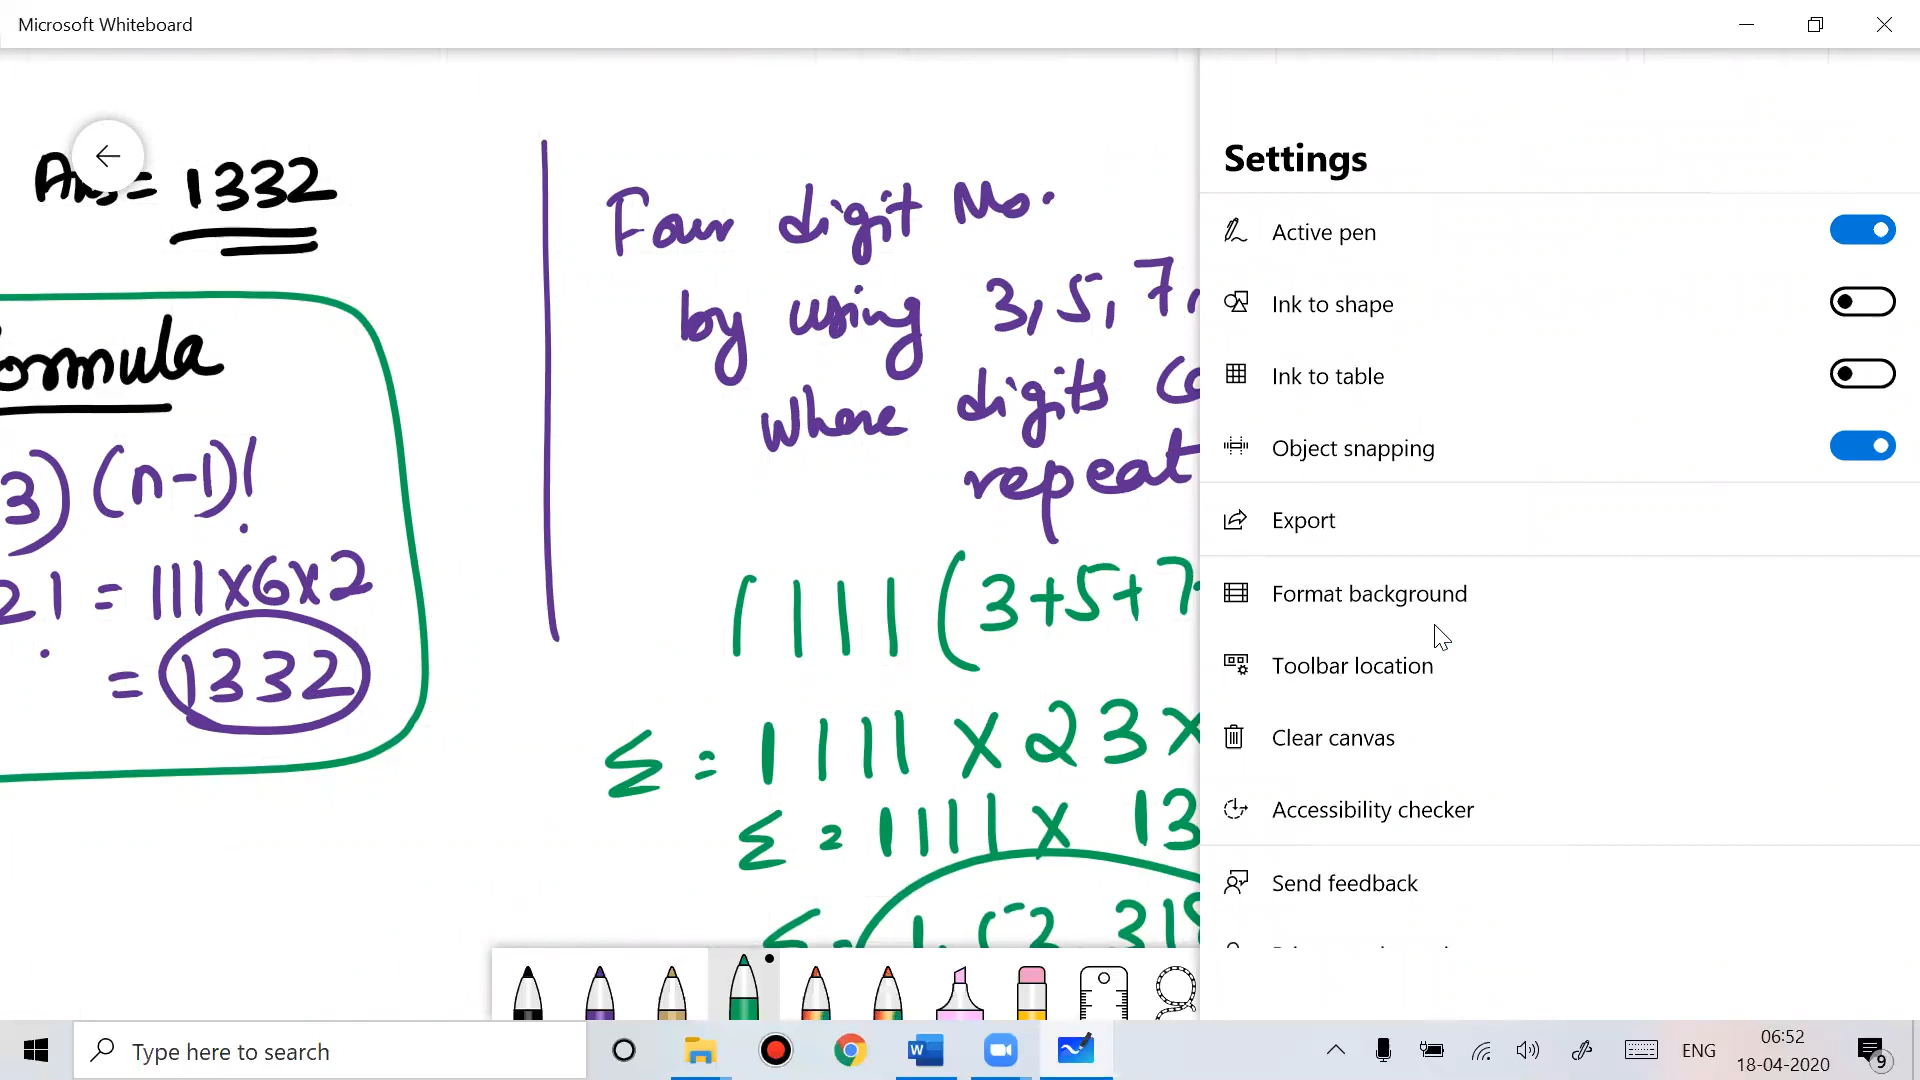 Microsoft Whiteboard
Ans = 1332
Formula
3) (n-1)!
2! = 111x6x2
= 1332
Four digit No.
by using 3, 5, 7,
where digits
repeat
1111 (3+5+7
Σ = 1111 x 23 x
Σ = 1111 x 13
Settings
Active pen
Ink to shape
Ink to table
Object snapping
Export
Format background
Toolbar location
Clear canvas
Accessibility checker
Send feedback
Type here to search
ENG
06:52
18-04-2020
9